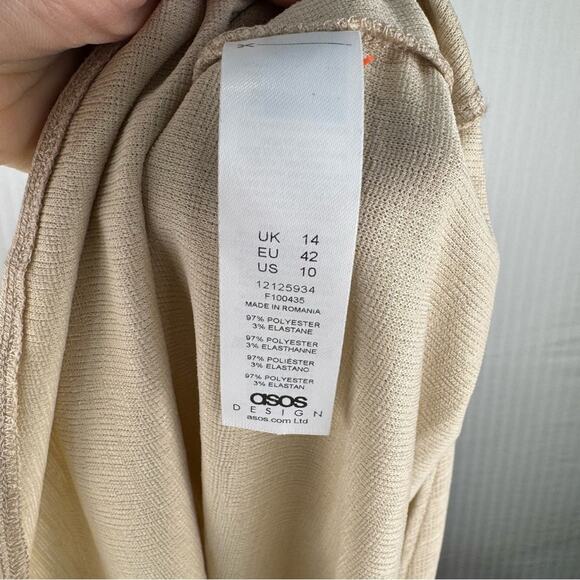 UK 14
EU 42
US 10
12125934
F100435
MADE IN ROMANIA
97% POLYESTER
3% ELASTANE
97% POLYESTER
3% ELASTHANNE
97% POLIÉSTER
3% ELASTANO
97% POLYESTER
3% ELASTAN
asos
DESIGN
asos.com Ltd